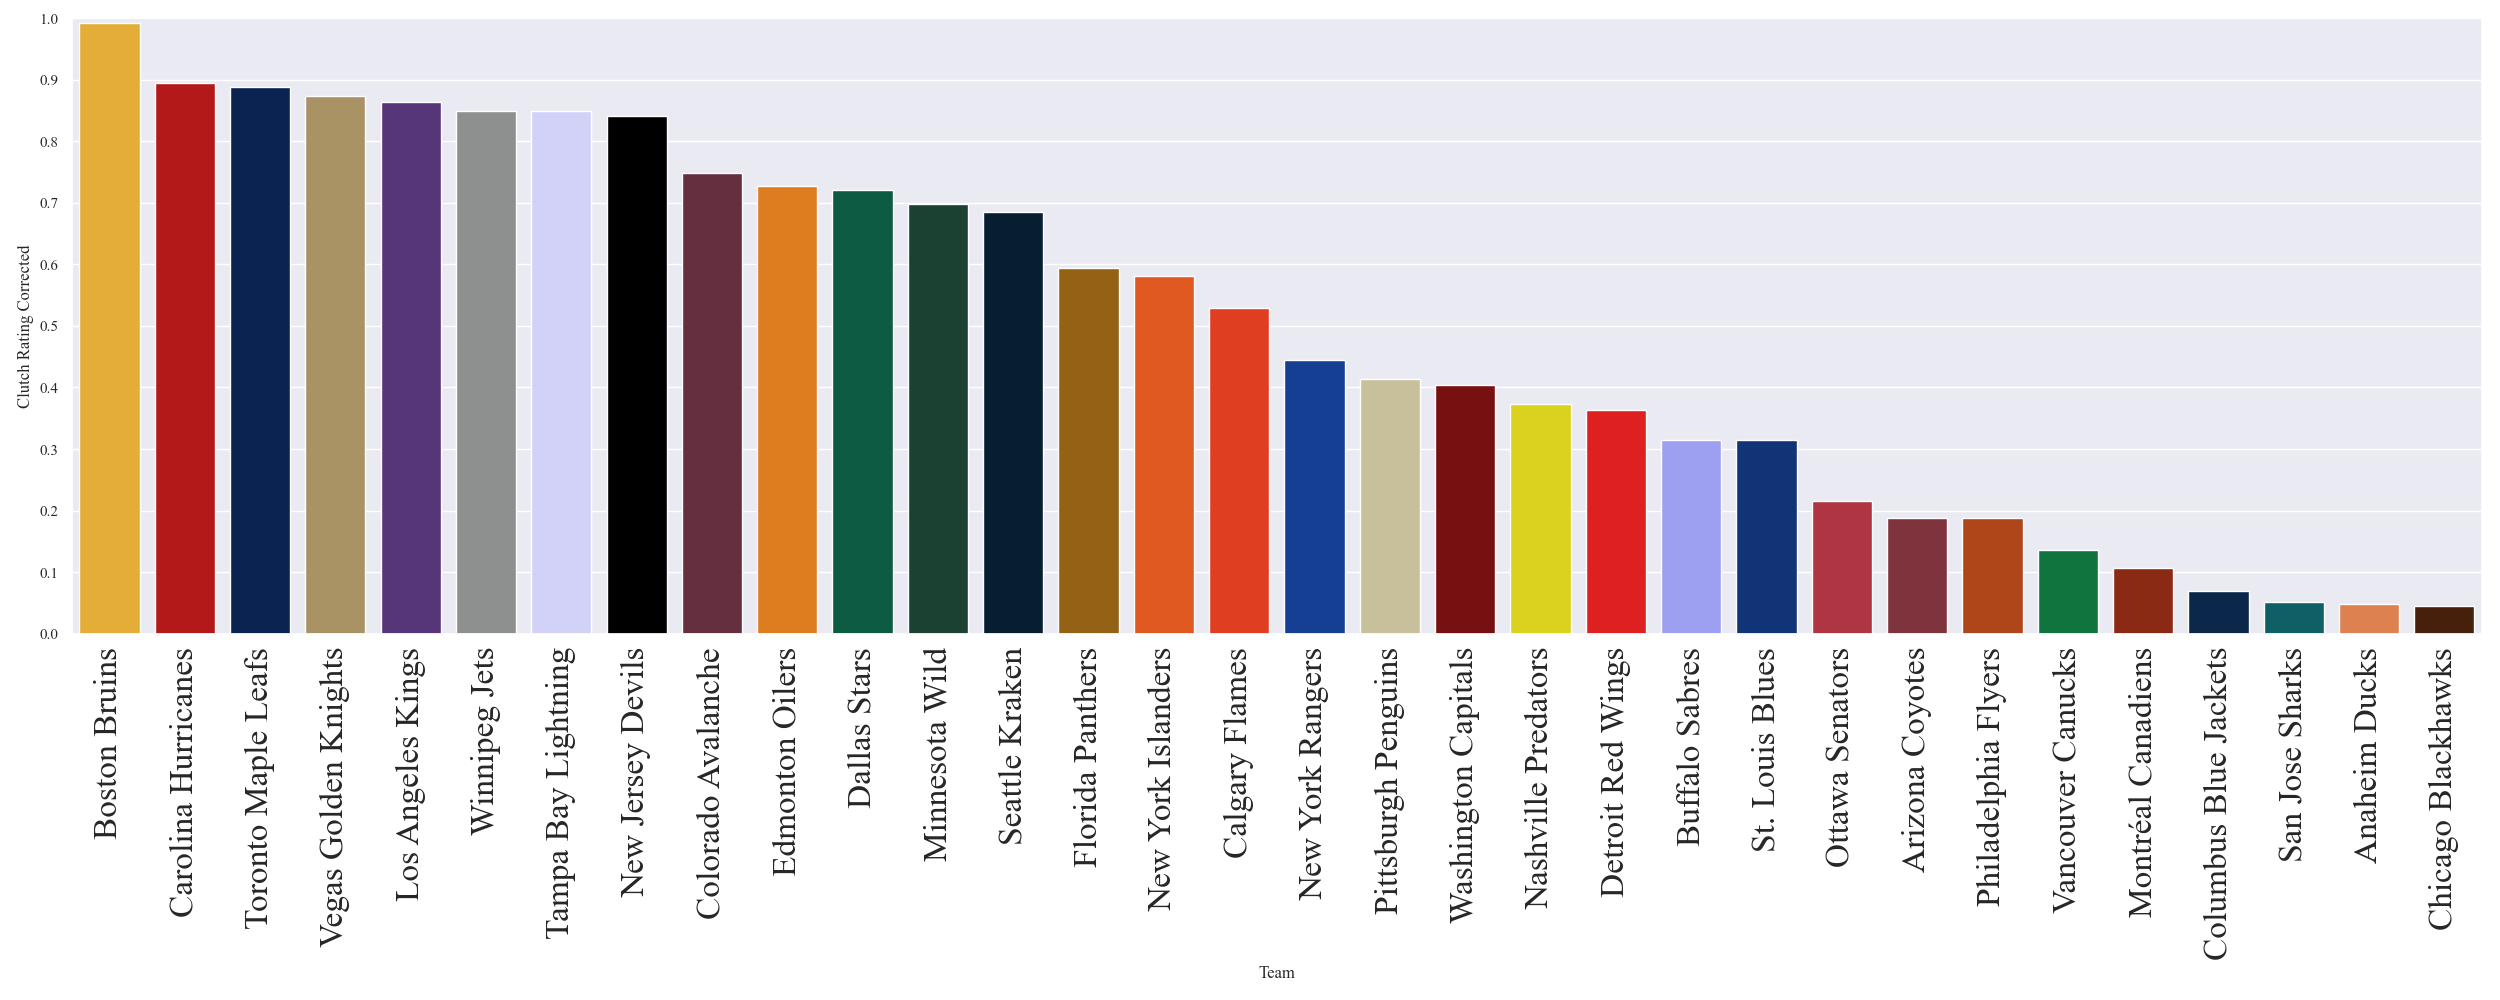 1.0
0.9
0.8
0.7
0.6
0.5
0.4
0.3
0.2
0.1
0.0
Clutch Rating Corrected
Boston Bruins
Carolina Hurricanes
Toronto Maple Leafs
Vegas Golden Knights
Los Angeles Kings
Winnipeg Jets
Tampa Bay Lightning
New Jersey Devils
Colorado Avalanche
Edmonton Oilers
Dallas Stars
Minnesota Wild
Seattle Kraken
Florida Panthers
New York Islanders
Calgary Flames
New York Rangers
Pittsburgh Penguins
Washington Capitals
Nashville Predators
Detroit Red Wings
Buffalo Sabres
St. Louis Blues
Ottawa Senators
Arizona Coyotes
Philadelphia Flyers
Vancouver Canucks
Montréal Canadiens
Columbus Blue Jackets
San Jose Sharks
Anaheim Ducks
Chicago Blackhawks
Team